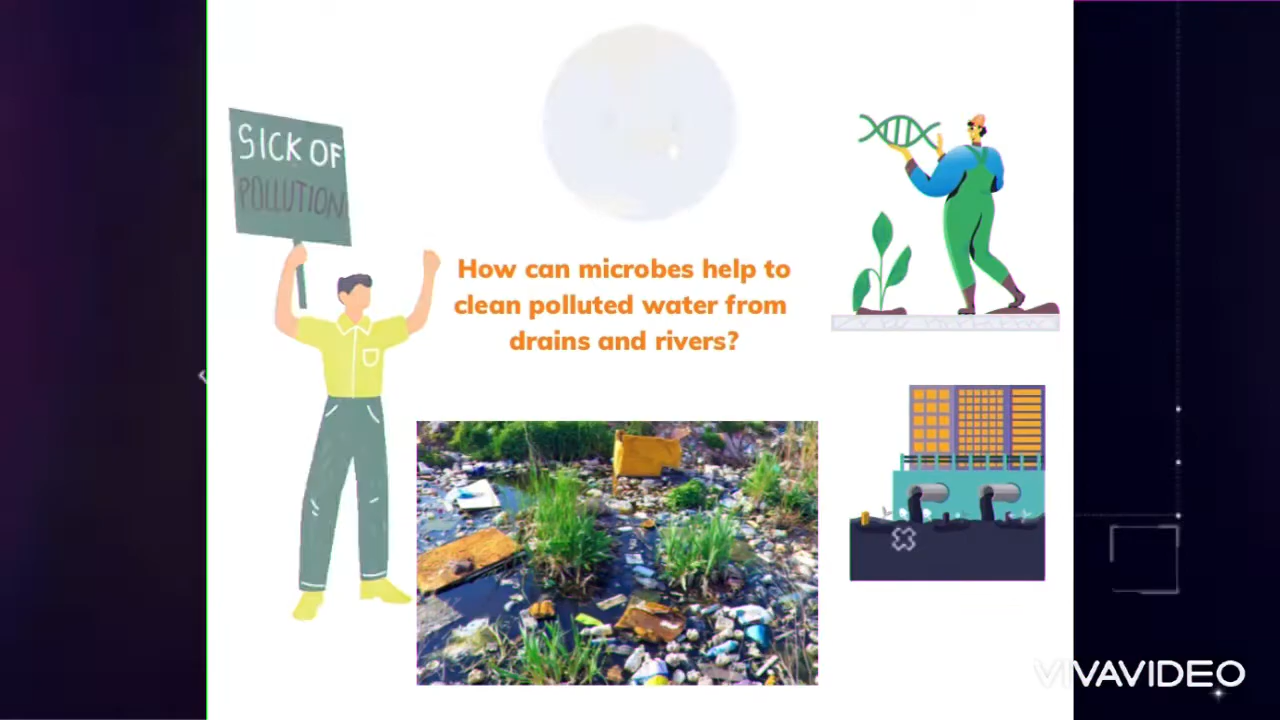 SICK OF
POLLUTION
How can microbes help to
clean polluted water from
drains and rivers?
VIVAVIDEO